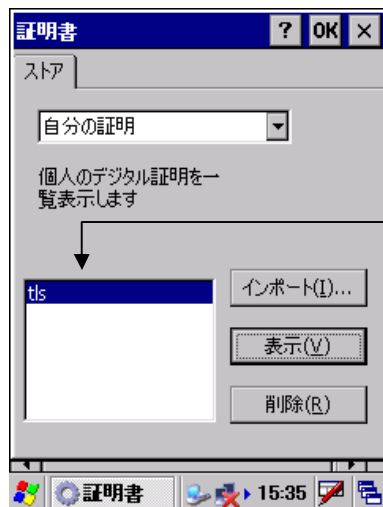 証明書 ? OK ×
ストア
自分の証明
個人のデジタル証明を一
覧表示します
tls
インポート(I)...
表示(V)
削除(R)
証明書 15:35